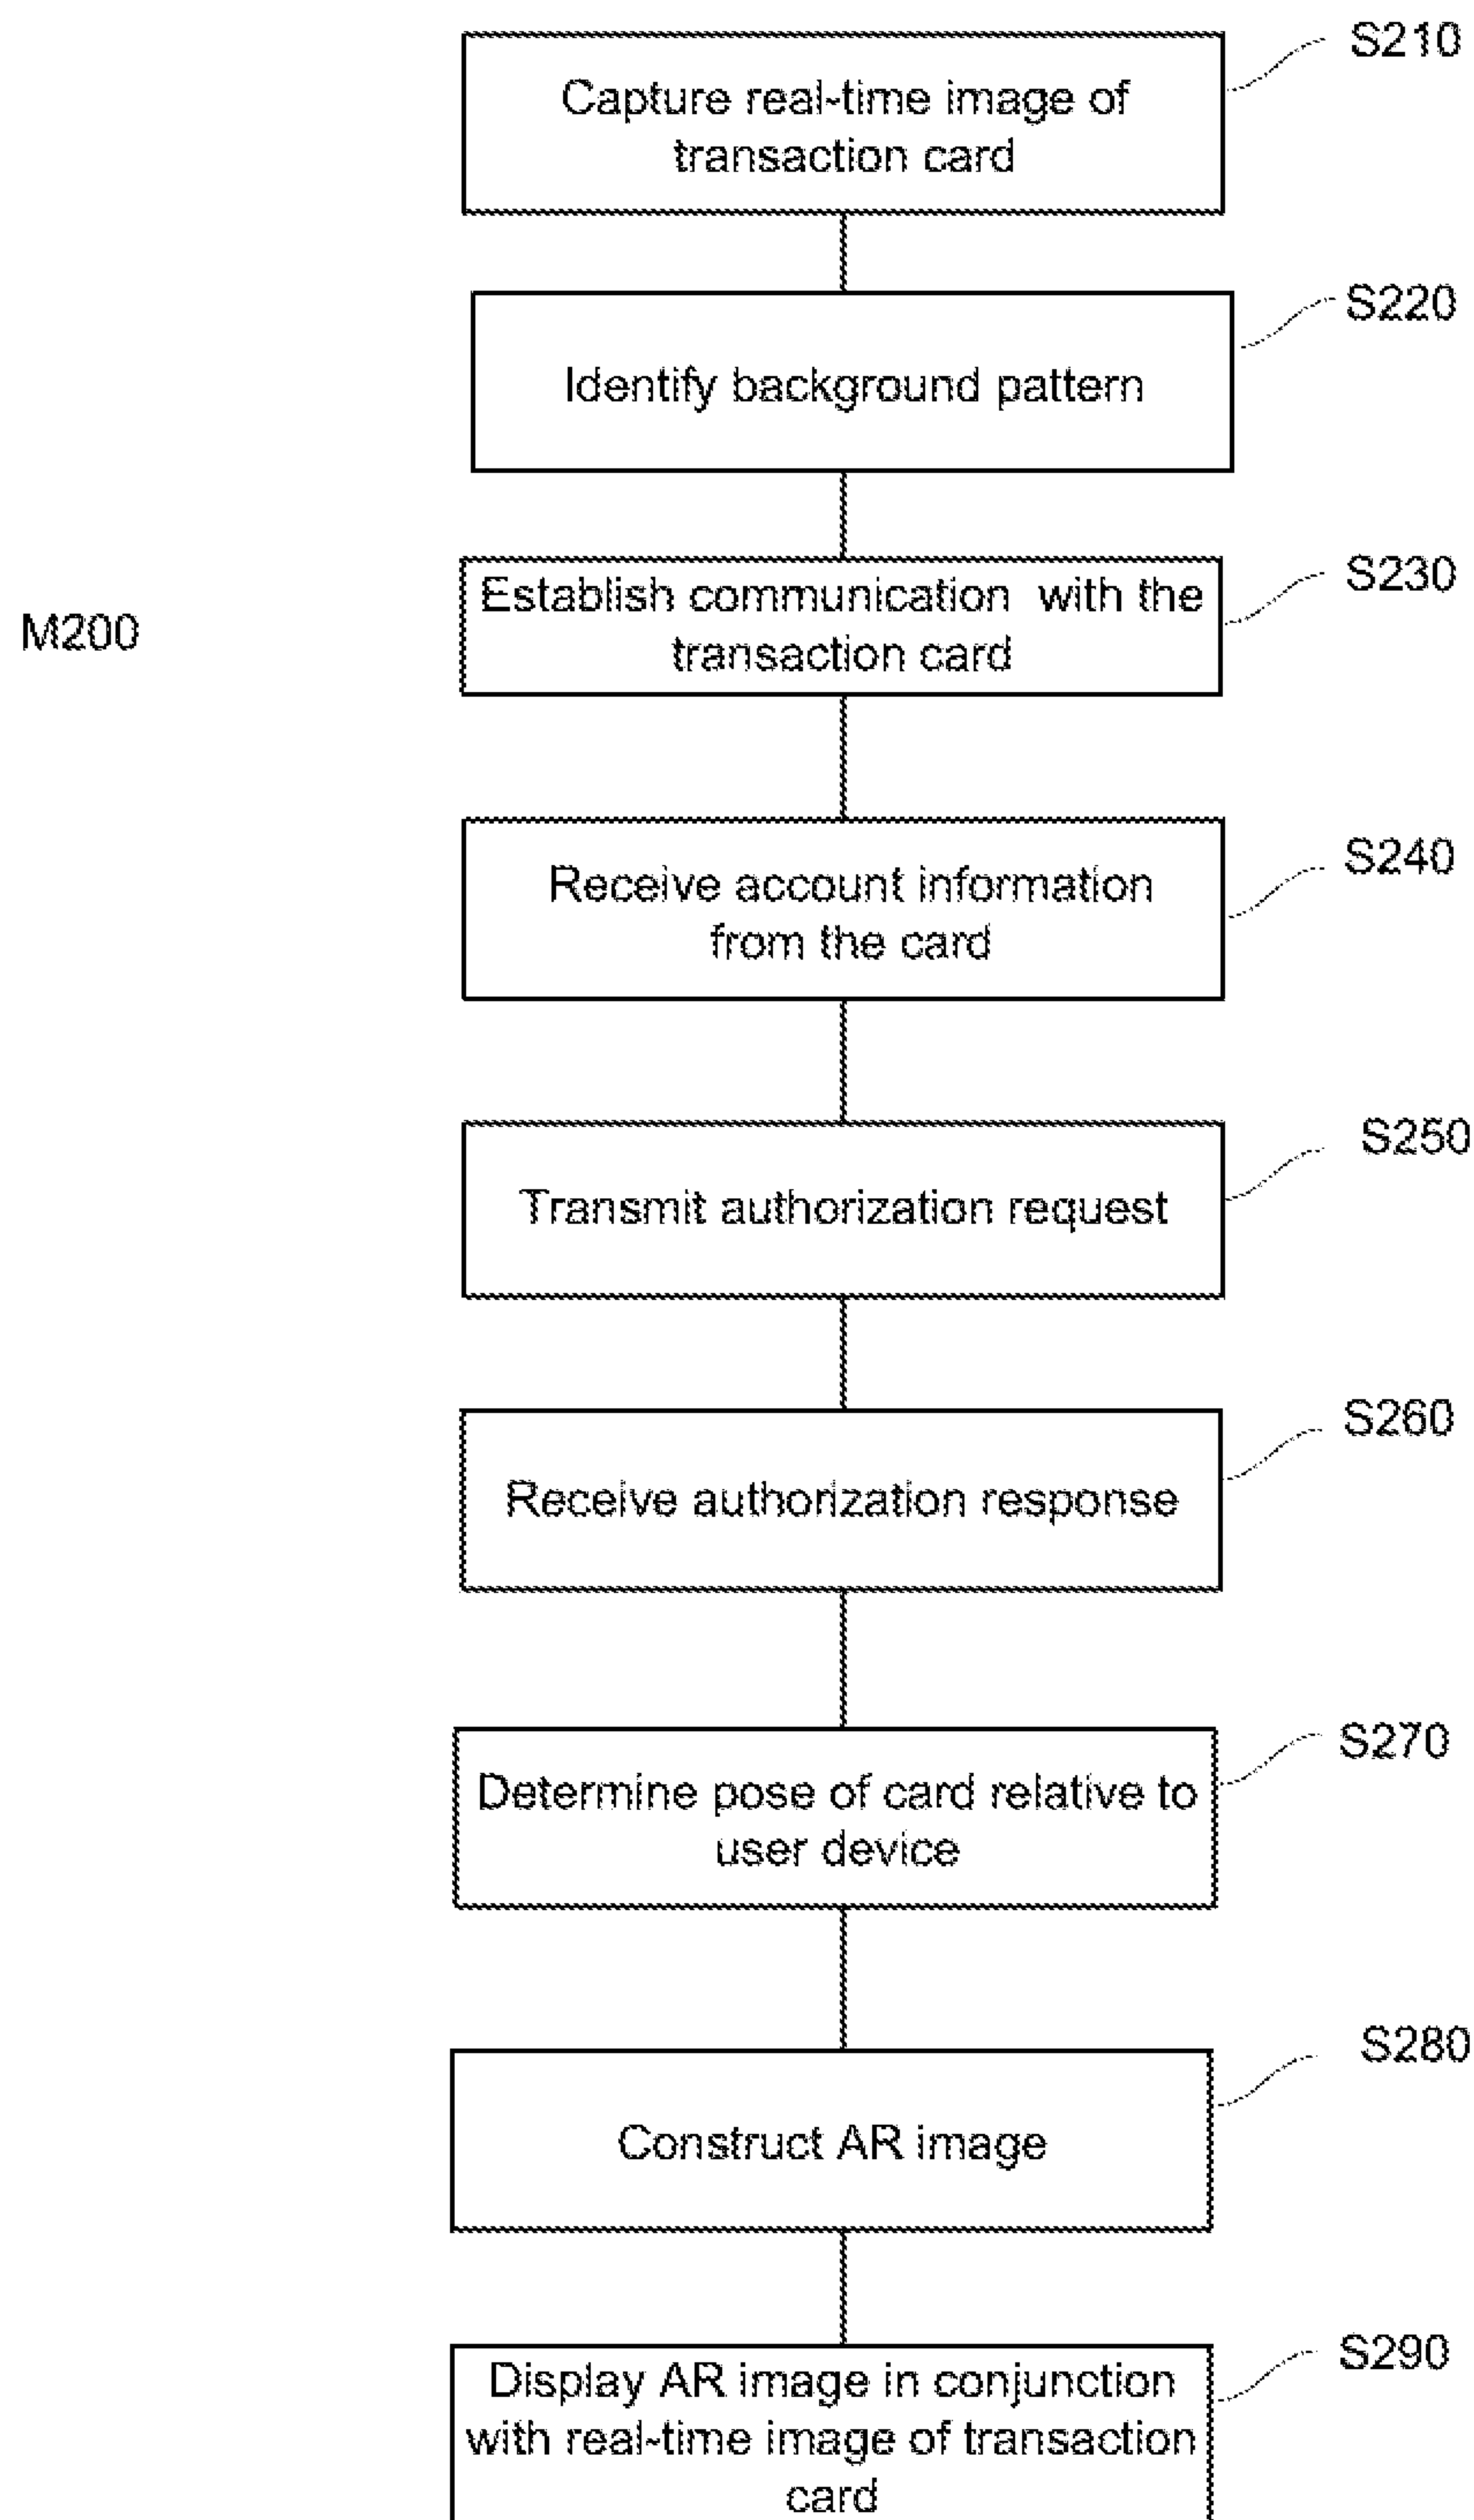 S210
Capture real-time image of
transaction card
S220
Identify background pattern
S230
Establish communication with the
transaction card
M200
S240
Receive account information
from the card
S250
Transmit authorization request
S260
Receive authorization response
S270
Determine pose of card relative to
user device
S280
Construct AR image
S290
Display AR image in conjunction
with real-time image of transaction
card